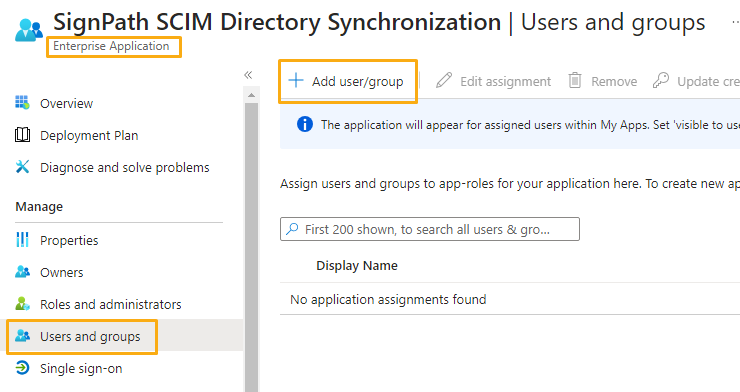 SignPath SCIM Directory Synchronization | Users and groups ...
Enterprise Application
Overview
Deployment Plan
Diagnose and solve problems
Manage
Properties
Owners
Roles and administrators
Users and groups
Single sign-on
Add user/group
Edit assignment
Remove
Update cre
The application will appear for assigned users within My Apps. Set 'visible to use
Assign users and groups to app-roles for your application here. To create new ap
First 200 shown, to search all users & gro...
Display Name
No application assignments found